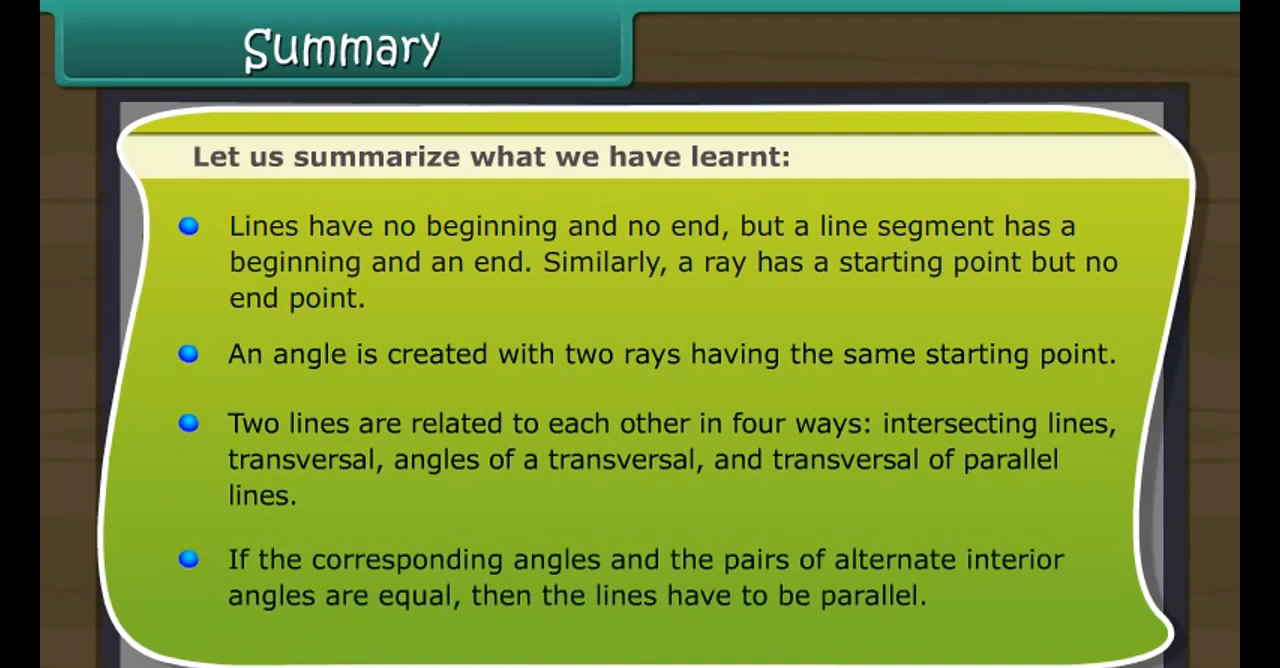 Summary
Let us summarize what we have learnt:
Lines have no beginning and no end, but a line segment has a
beginning and an end. Similarly, a ray has a starting point but no
end point.
An angle is created with two rays having the same starting point.
Two lines are related to each other in four ways: intersecting lines,
transversal, angles of a transversal, and transversal of parallel
lines.
If the corresponding angles and the pairs of alternate interior
angles are equal, then the lines have to be parallel.